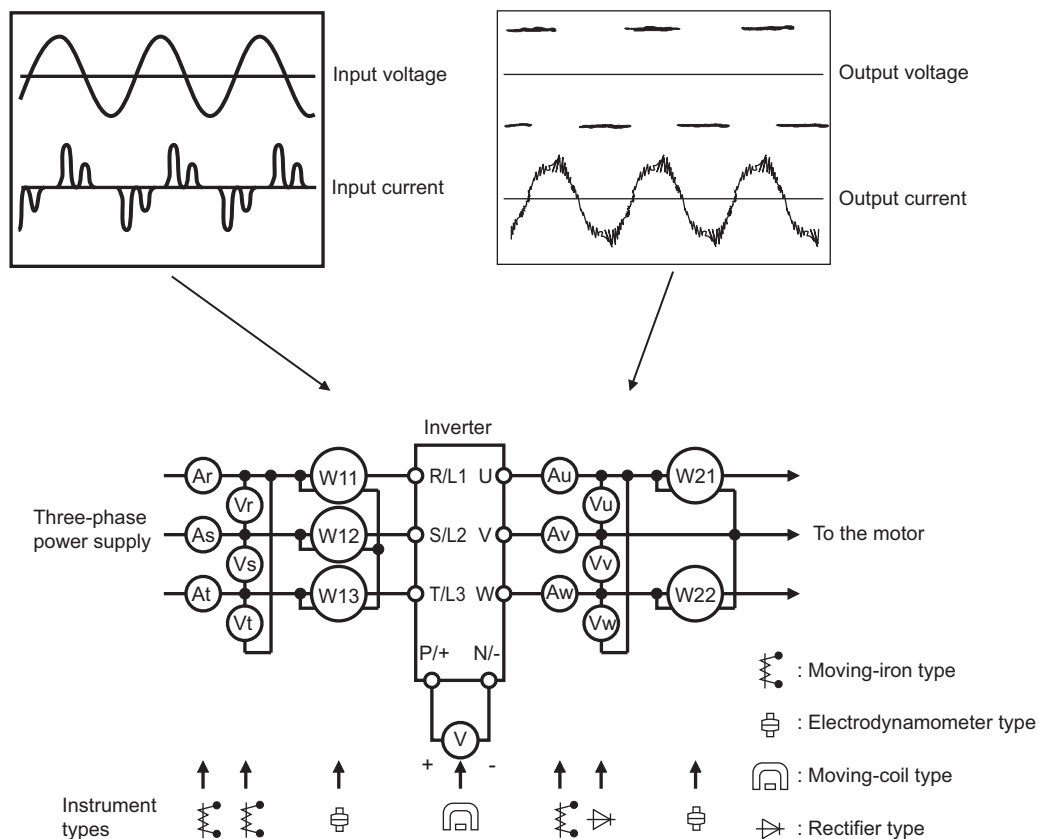 Input voltage
Input current
Output voltage
Output current
Inverter
Three-phase
power supply
Ar
Vr
As
Vs
At
Vt
W11
W12
W13
R/L1
S/L2
T/L3
U
V
W
P/+
N/-
Au
Vu
Av
Vv
Aw
Vw
W21
W22
To the motor
V
+
-
Instrument
types
: Moving-iron type
: Electrodynamometer type
: Moving-coil type
: Rectifier type